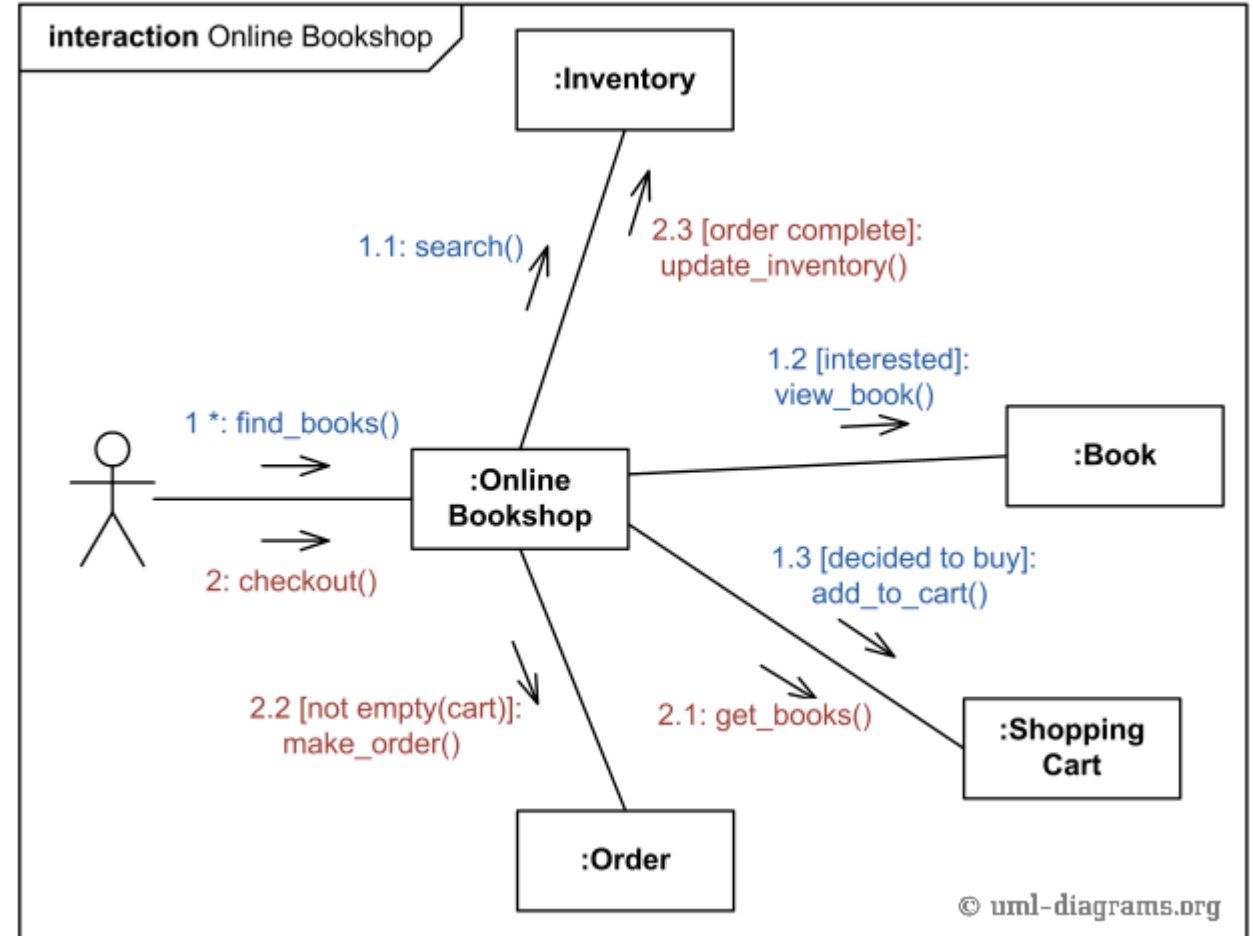 interaction Online Bookshop
:Inventory
1.1: search()
2.3 [order complete]:
update_inventory()
1.2 [interested]:
view_book()
1 *: find_books()
:Book
:Online
Bookshop
1.3 [decided to buy]:
add_to_cart()
2: checkout()
2.2 [not empty(cart)]:
make_order()
2.1: get_books()
:Shopping
Cart
:Order
© uml-diagrams.org